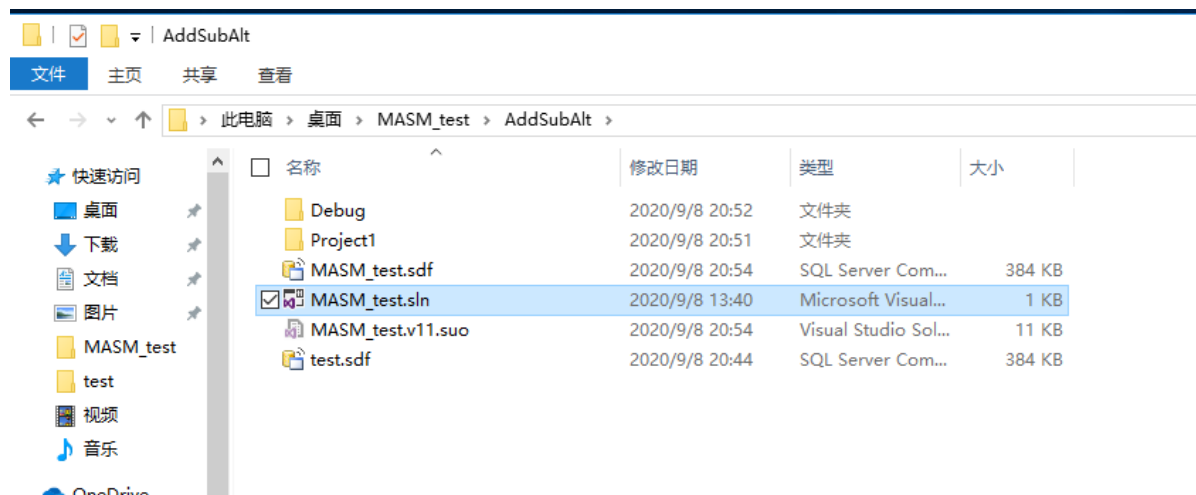 AddSubAlt
文件 主页 共享 查看
此电脑 > 桌面 > MASM_test > AddSubAlt >
快速访问
桌面
下载
文档
图片
MASM_test
test
视频
音乐
OneDrive
名称 修改日期 类型 大小
Debug 2020/9/8 20:52 文件夹
Project1 2020/9/8 20:51 文件夹
MASM_test.sdf 2020/9/8 20:54 SQL Server Com... 384 KB
MASM_test.sln 2020/9/8 13:40 Microsoft Visual... 1 KB
MASM_test.v11.suo 2020/9/8 20:54 Visual Studio Sol... 11 KB
test.sdf 2020/9/8 20:44 SQL Server Com... 384 KB